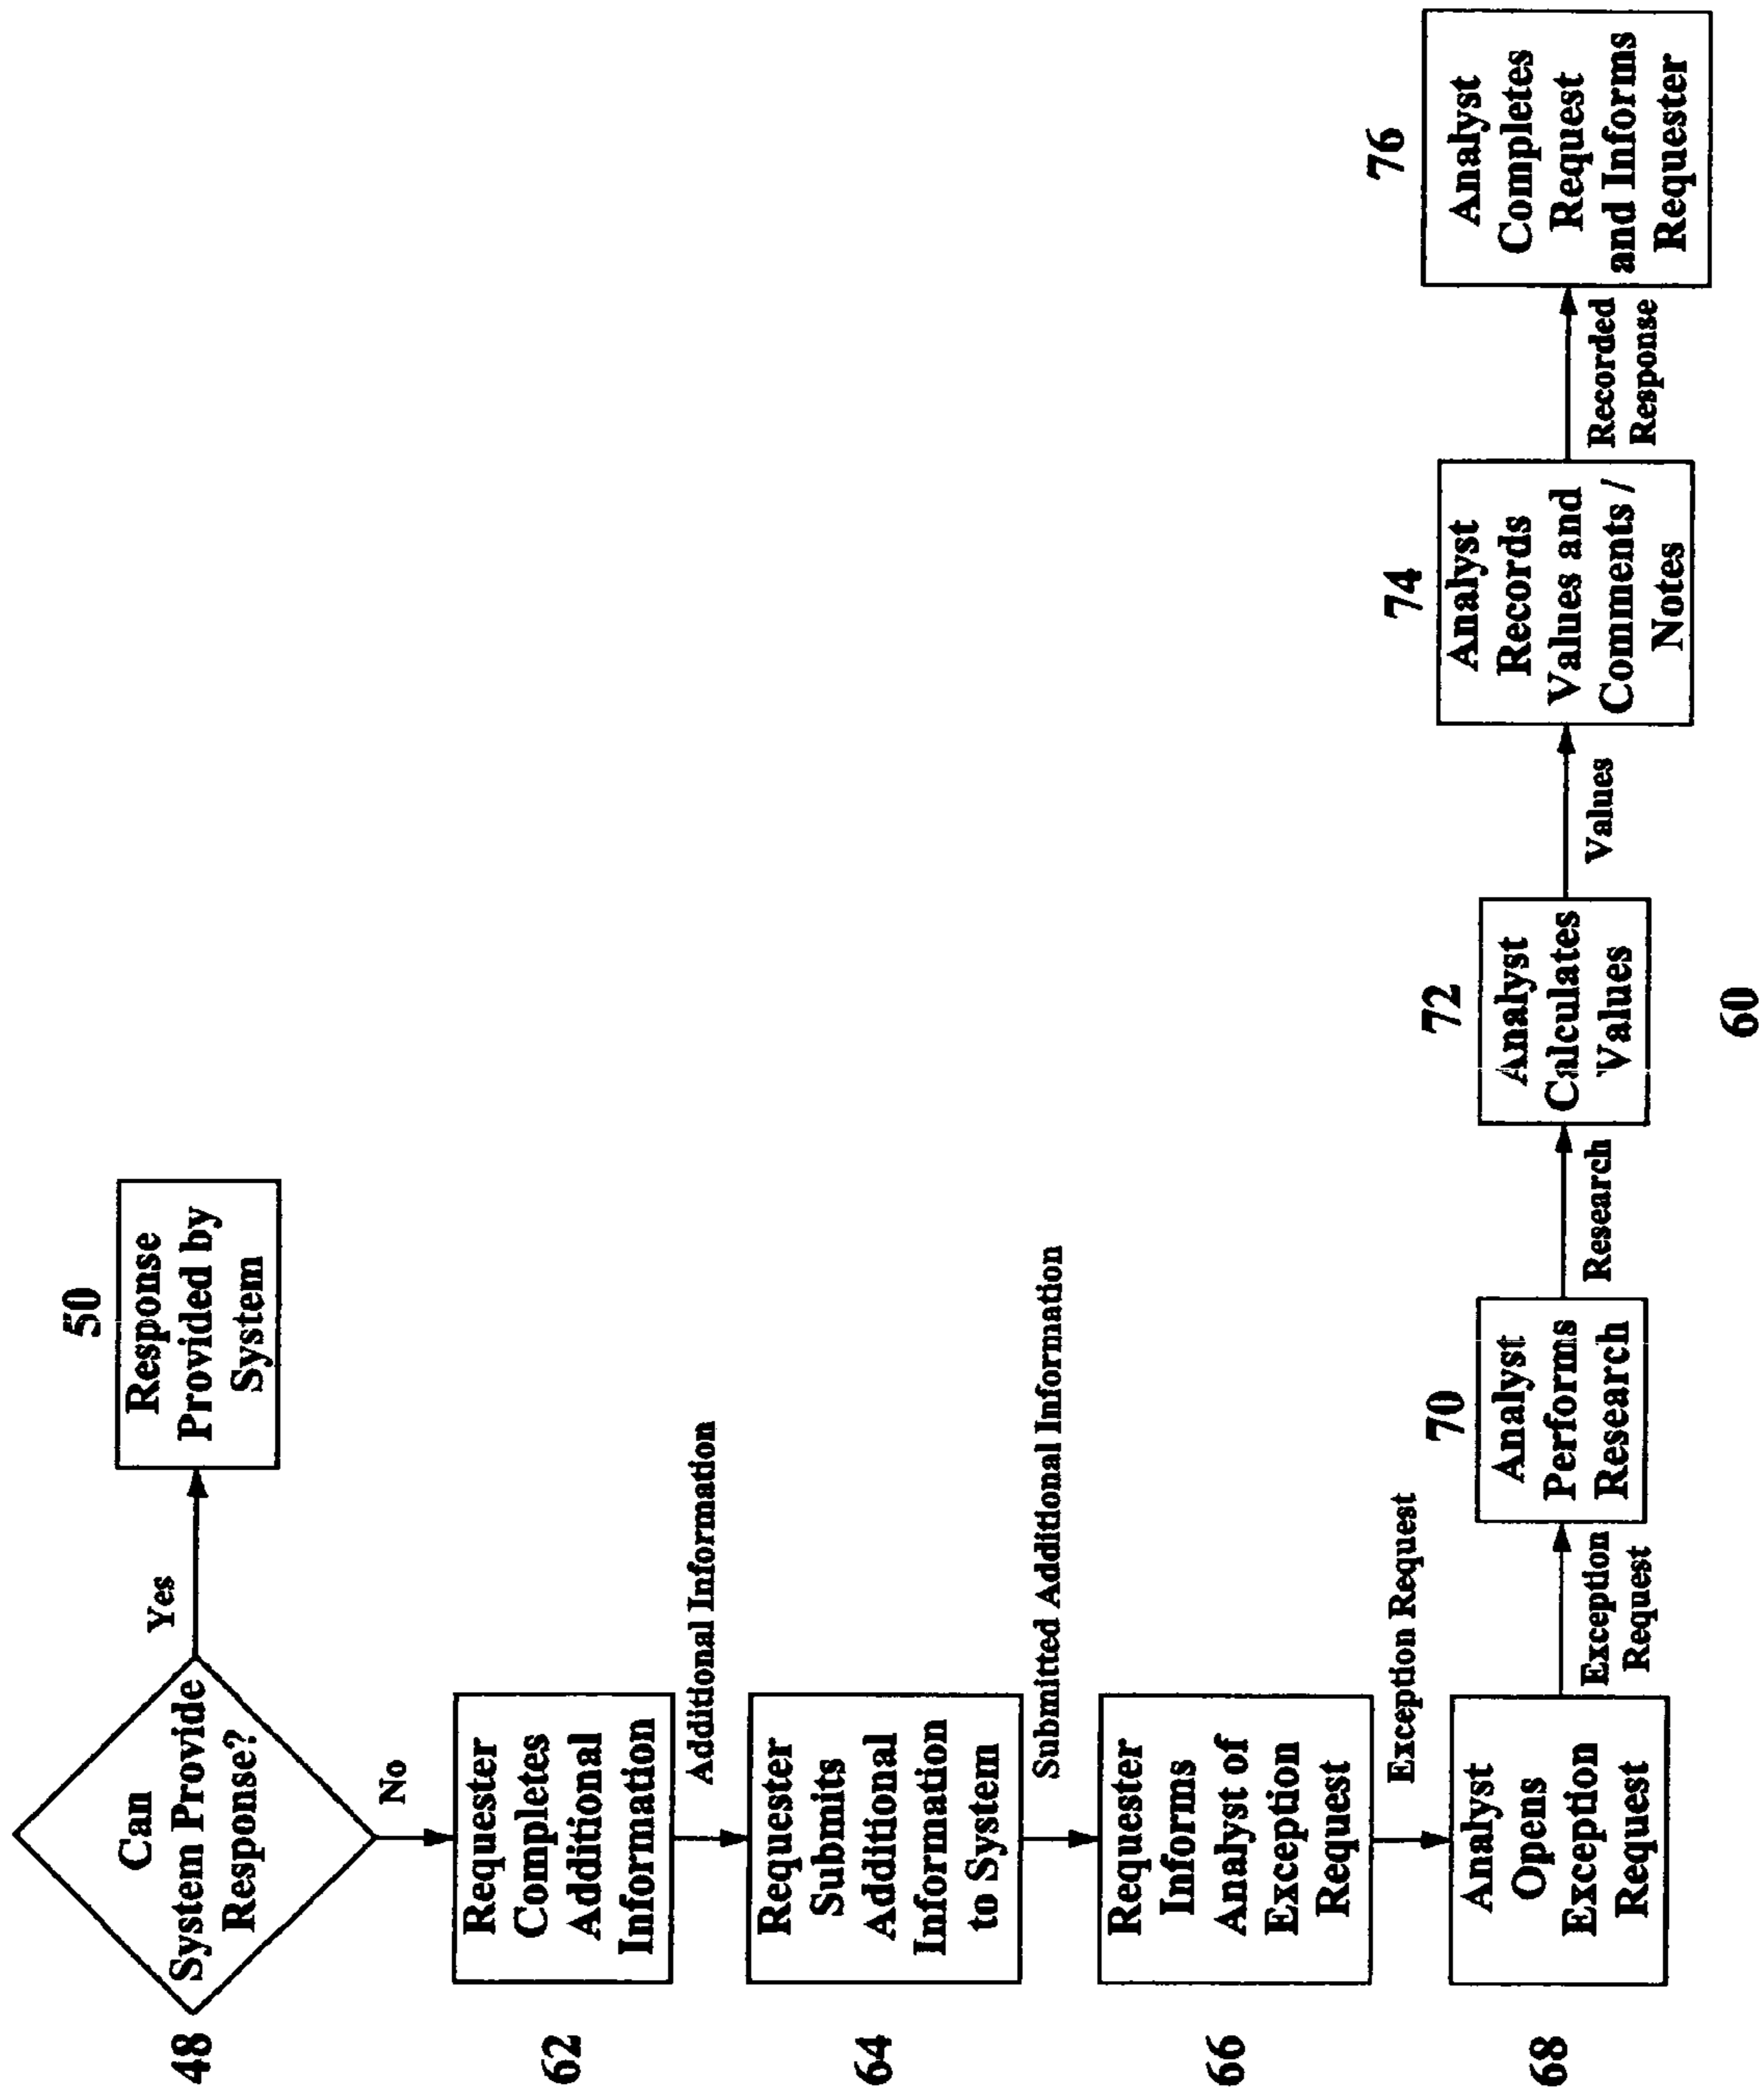 48
Can
System Provide
Response?
Yes
50
Response
Provided by
System
No
62
Requester
Completes
Additional
Information
Additional Information
64
Requester
Submits
Additional
Information
to System
Submitted Additional Information
66
Requester
Informs
Analyst of
Exception
Request
Exception Request
68
Analyst
Opens
Exception
Request
Exception
Request
70
Analyst
Performs
Research
Research
72
Analyst
Calculates
Values
Values
74
Analyst
Records
Values and
Comments /
Notes
Recorded
Response
76
Analyst
Completes
Request
and Informs
Requester
60